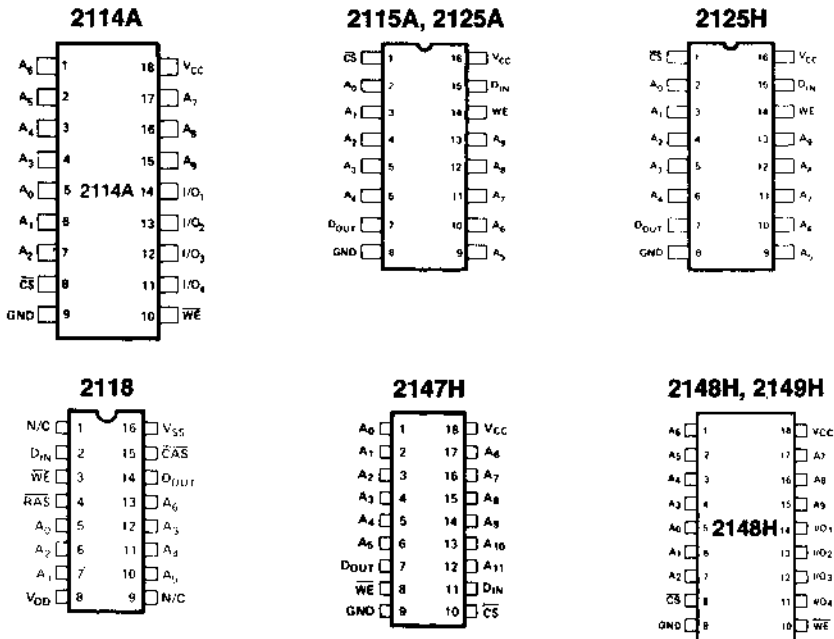 2114A 2115A, 2125A 2125H
A6 1 18 VCC
A5 2 17 A7
A4 3 16 A8
A3 4 15 A9
A0 5 2114A 14 I/O1
A1 6 13 I/O2
A2 7 12 I/O3
CS 8 11 I/O4
GND 9 10 WE
CS 1 16 VCC
A0 2 15 DIN
A1 3 14 WE
A2 4 13 A9
A3 5 12 A8
A4 6 11 A7
DOUT 7 10 A6
GND 8 9 A5
CS 1 16 VCC
A0 2 15 DIN
A1 3 14 WE
A2 4 13 A9
A3 5 12 A8
A4 6 11 A7
DOUT 7 10 A6
GND 8 9 A5
2118 2147H 2148H, 2149H
N/C 1 16 VSS
DIN 2 15 CAS
WE 3 14 DOUT
RAS 4 13 A6
A0 5 12 A3
A2 6 11 A4
A1 7 10 A5
VDD 8 9 N/C
A0 1 18 VCC
A1 2 17 A6
A2 3 16 A7
A3 4 15 A8
A4 5 14 A9
A5 6 13 A10
DOUT 7 12 A11
WE 8 11 DIN
GND 9 10 CS
A6 1 18 VCC
A5 2 17 A7
A4 3 16 A8
A3 4 15 A9
A0 5 2148H 14 I/O1
A1 6 13 I/O2
A2 7 12 I/O3
CS 8 11 I/O4
GND 9 10 WE